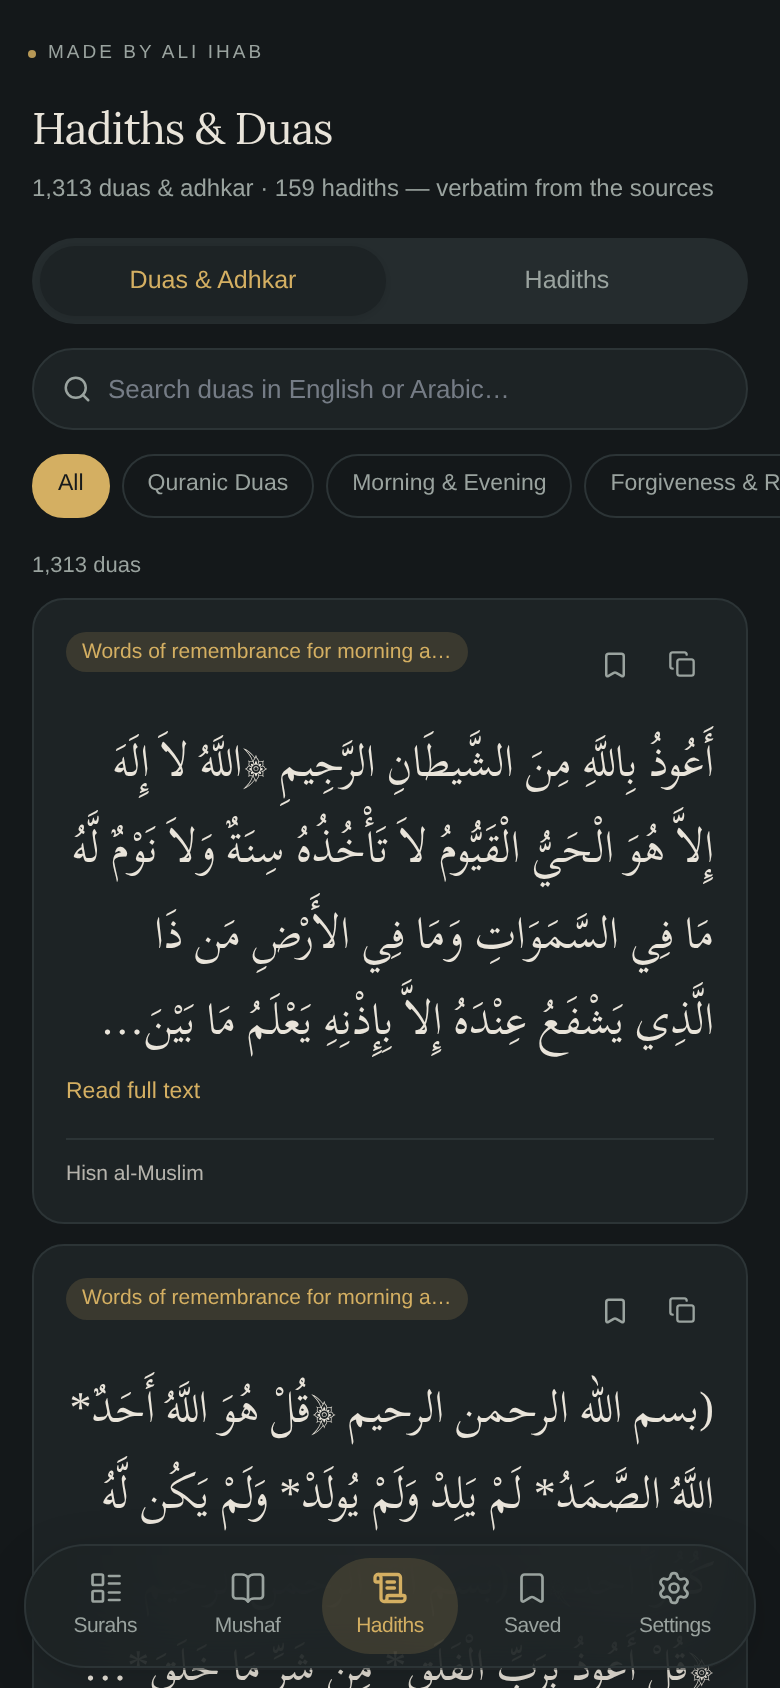 MADE BY ALI IHAB
Hadiths & Duas
1,313 duas & adhkar · 159 hadiths — verbatim from the sources
Duas & Adhkar
Hadiths
Search duas in English or Arabic…
All
Quranic Duas
Morning & Evening
Forgiveness & R
1,313 duas
Words of remembrance for morning a…
أَعُوذُ بِاللَّهِ مِنَ الشَّيطَانِ الرَّجِيمِ ﴿اللَّهُ لاَ إِلَهَ
إِلاَّ هُوَ الْحَيُّ الْقَيُّومُ لاَ تَأْخُذُهُ سِنَةٌ وَلاَ نَوْمٌ لَّهُ
مَا فِي السَّمَوَاتِ وَمَا فِي الأَرْضِ مَن ذَا
الَّذِي يَشْفَعُ عِنْدَهُ إِلاَّ بِإِذْنِهِ يَعْلَمُ مَا بَيْنَ…
Read full text
Hisn al-Muslim
Words of remembrance for morning a…
(بسم الله الرحمن الرحيم ﴿قُلْ هُوَ اللَّهُ أَحَدٌ*
اللَّهُ الصَّمَدُ* لَمْ يَلِدْ وَلَمْ يُولَدْ* وَلَمْ يَكُن لَّهُ
﴿قُلْ أَعُوذُ بِرَبِّ الْفَلَقِ* مِن شَرِّ مَا خَلَقَ*…
Surahs
Mushaf
Hadiths
Saved
Settings